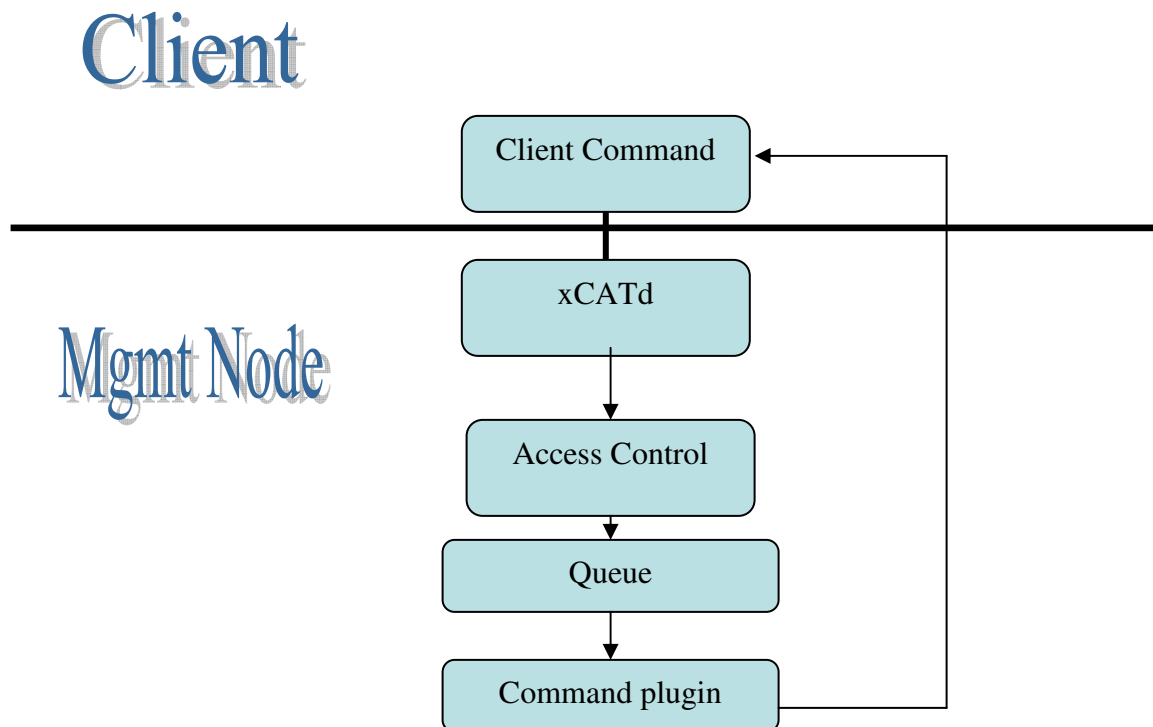 Client
Client Command
xCATd
Mgmt Node
Access Control
Queue
Command plugin